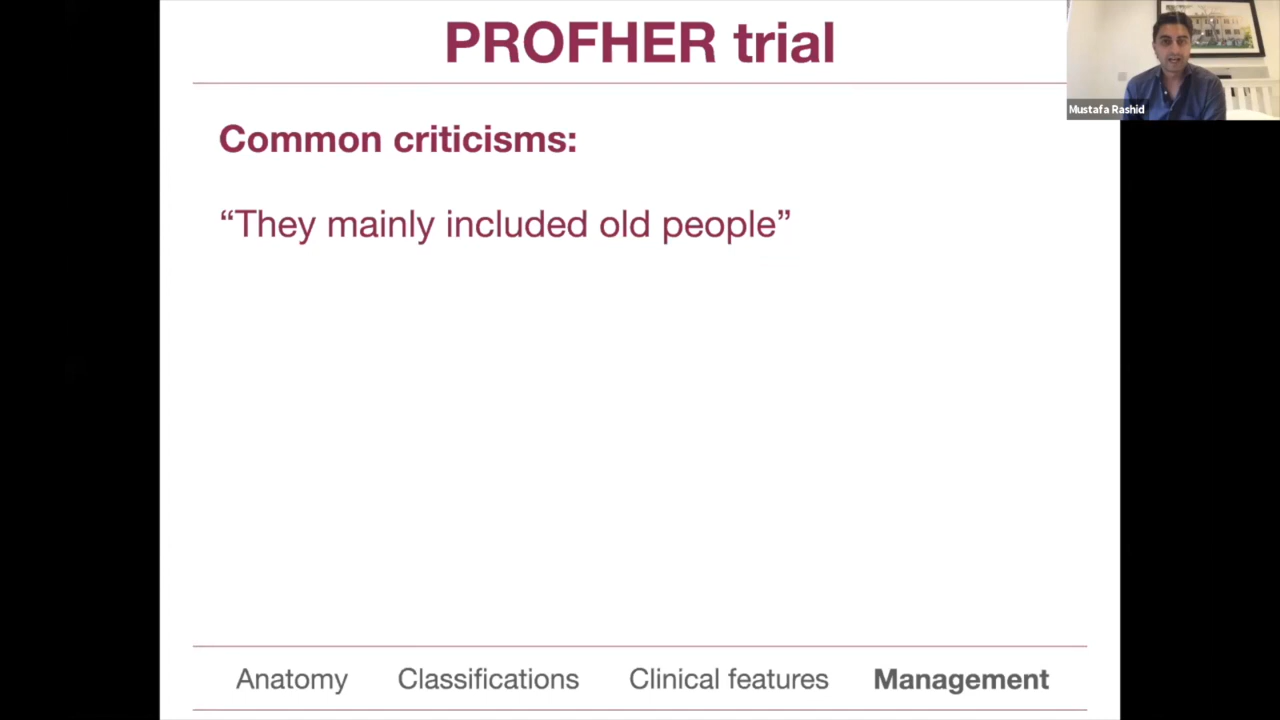 PROFHER trial
Mustafa Rashid
Common criticisms:
“They mainly included old people”
Anatomy Classifications Clinical features Management